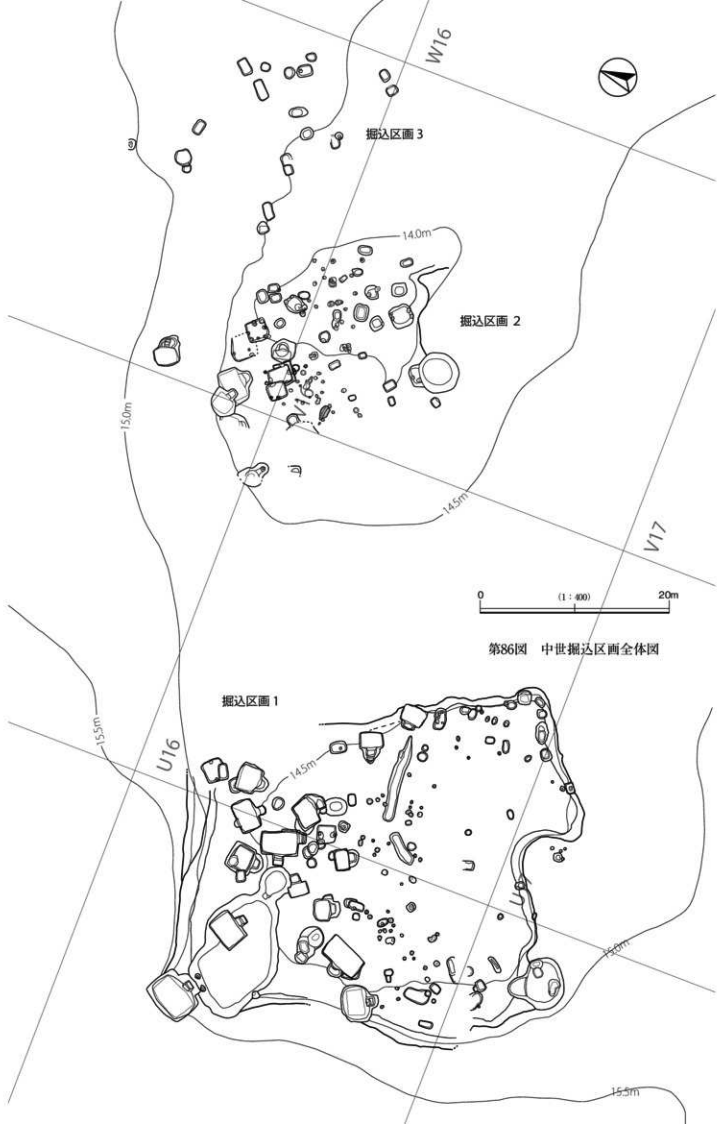 W16
掘込区画3
14.0m
掘込区画 2
15.0m
14.5m
V17
0 (1：400) 20m
第86図 中世掘込区画全体図
掘込区画1
15.5m
U16
14.5m
15.0m
15.5m